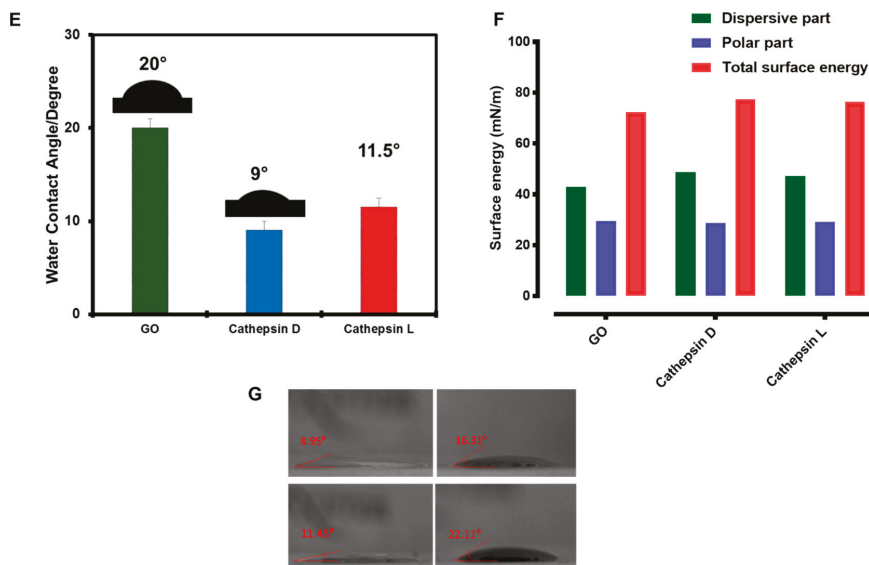 E
30
20
10
0
Water Contact Angle/Degree
20°
9°
11.5°
GO
Cathepsin D
Cathepsin L
F
Dispersive part
Polar part
Total surface energy
100
80
60
40
20
0
Surface energy (mN/m)
GO
Cathepsin D
Cathepsin L
G
8.95°
16.31°
11.45°
22.11°